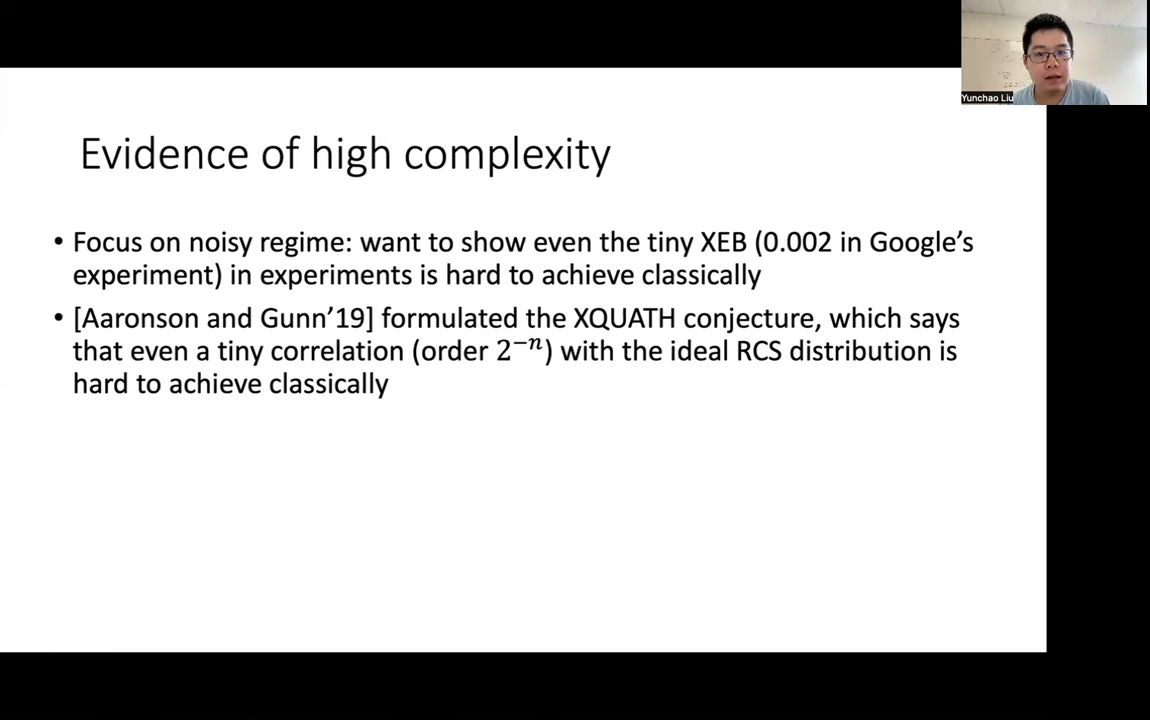 Yunchao Liu
Evidence of high complexity
• Focus on noisy regime: want to show even the tiny XEB (0.002 in Google’s
experiment) in experiments is hard to achieve classically
• [Aaronson and Gunn’19] formulated the XQUATH conjecture, which says
that even a tiny correlation (order 2⁻ⁿ) with the ideal RCS distribution is
hard to achieve classically